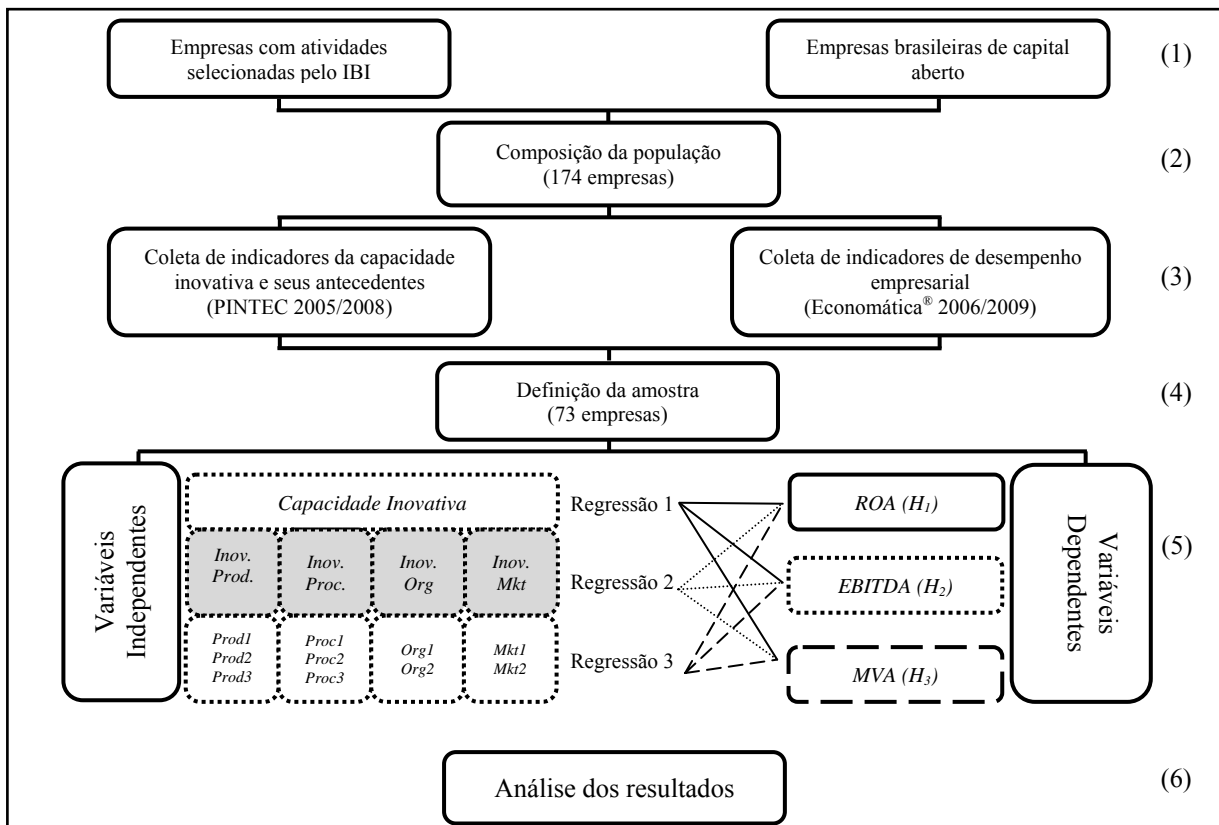 Empresas com atividades
selecionadas pelo IBI
Empresas brasileiras de capital
aberto
(1)
Composição da população
(174 empresas)
(2)
Coleta de indicadores da capacidade
inovativa e seus antecedentes
(PINTEC 2005/2008)
Coleta de indicadores de desempenho
empresarial
(Economática® 2006/2009)
(3)
Definição da amostra
(73 empresas)
(4)
Variáveis
Independentes
Capacidade Inovativa
Inov.
Prod.
Inov.
Proc.
Inov.
Org
Inov.
Mkt
Prod1
Prod2
Prod3
Proc1
Proc2
Proc3
Org1
Org2
Mkt1
Mkt2
Regressão 1
Regressão 2
Regressão 3
ROA (H₁)
EBITDA (H₂)
MVA (H₃)
Variáveis
Dependentes
(5)
Análise dos resultados
(6)